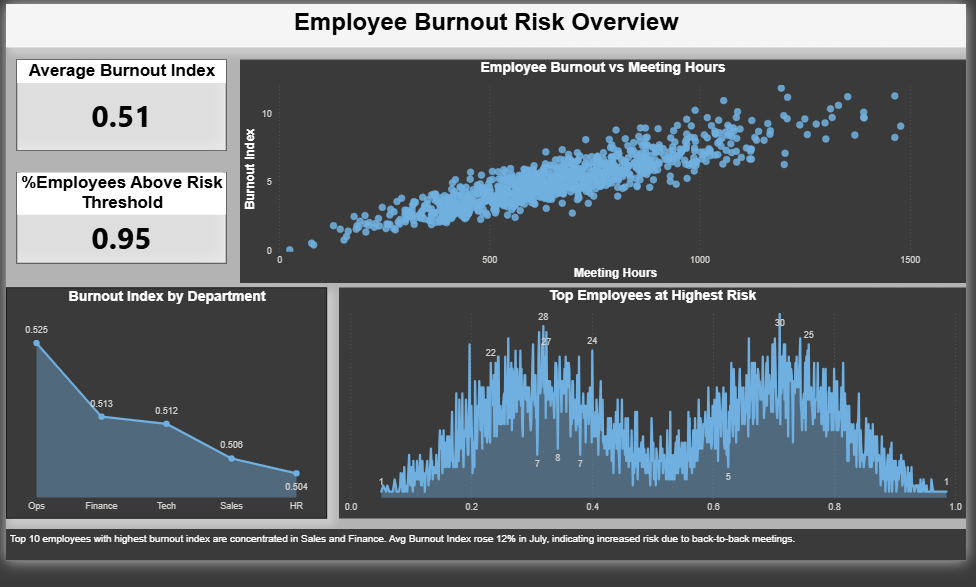 Employee Burnout Risk Overview
Average Burnout Index
0.51
%Employees Above Risk
Threshold
0.95
Employee Burnout vs Meeting Hours
Burnout Index
10
5
0
0 500 1000 1500
Meeting Hours
Burnout Index by Department
0.525
0.513
0.512
0.506
0.504
Ops Finance Tech Sales HR
Top Employees at Highest Risk
28
30
27
25
24
22
7
8
7
5
1
1
0.0 0.2 0.4 0.6 0.8 1.0
Top 10 employees with highest burnout index are concentrated in Sales and Finance. Avg Burnout Index rose 12% in July, indicating increased risk due to back-to-back meetings.